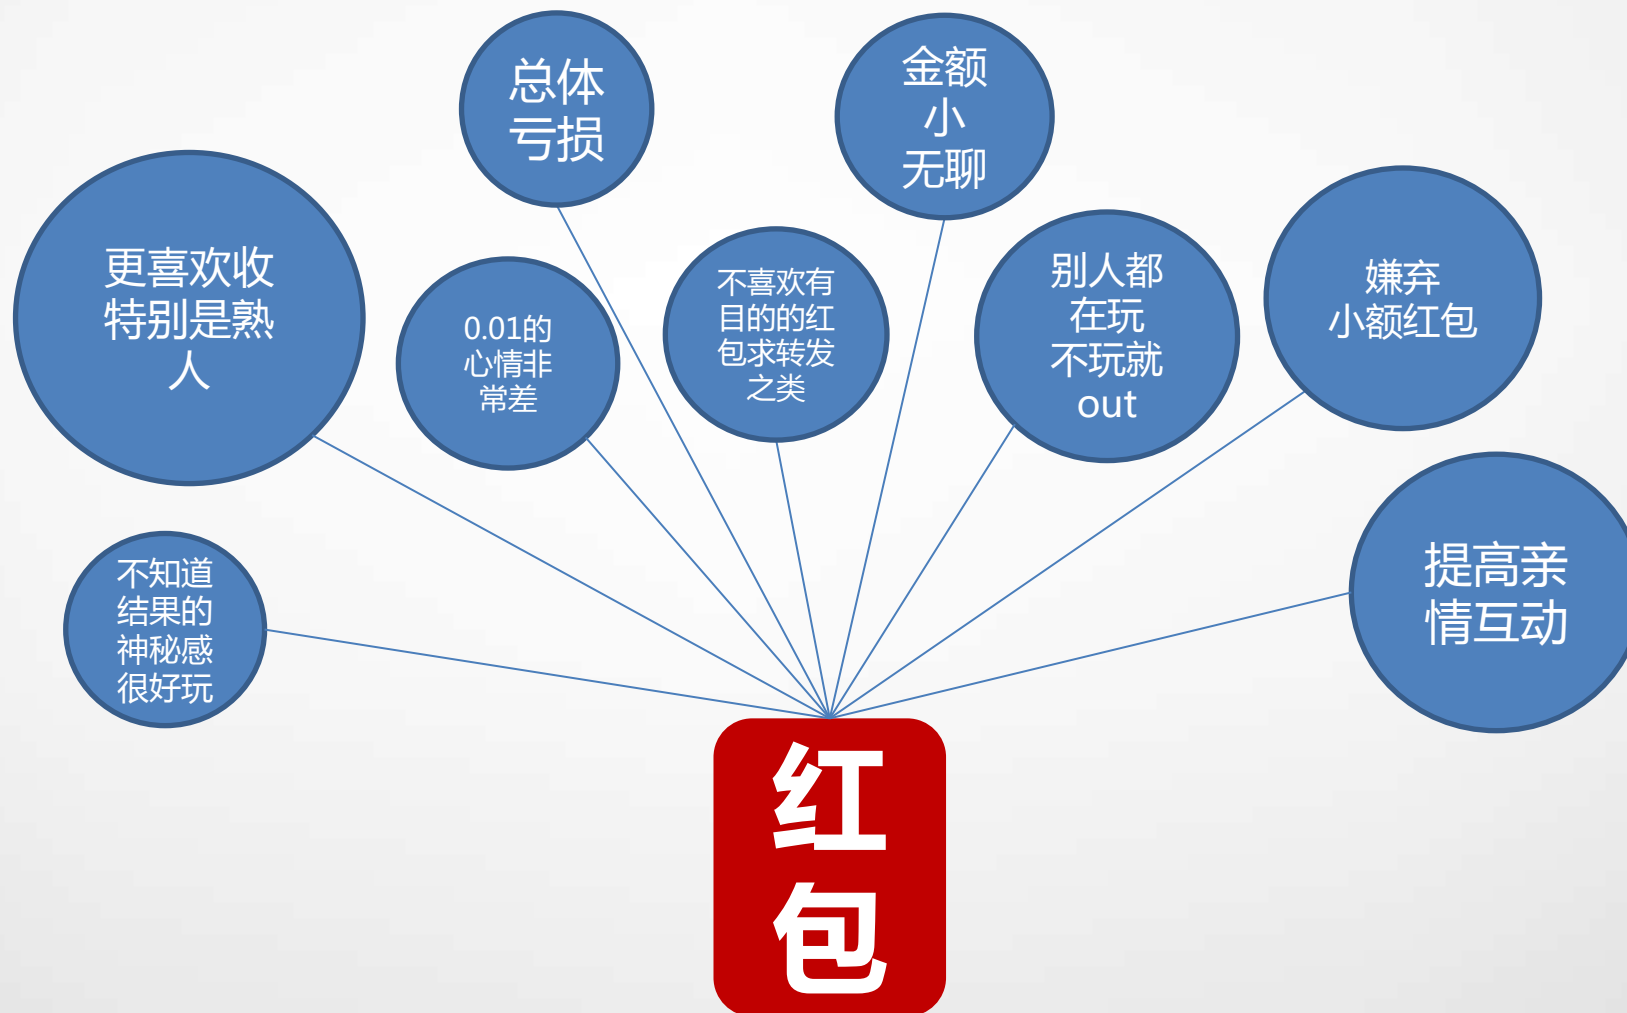 总体
亏损
金额
小
无聊
更喜欢收
特别是熟
人
0.01的
心情非
常差
不喜欢有
目的的红
包求转发
之类
别人都
在玩
不玩就
out
嫌弃
小额红包
不知道
结果的
神秘感
很好玩
提高亲
情互动
红
包